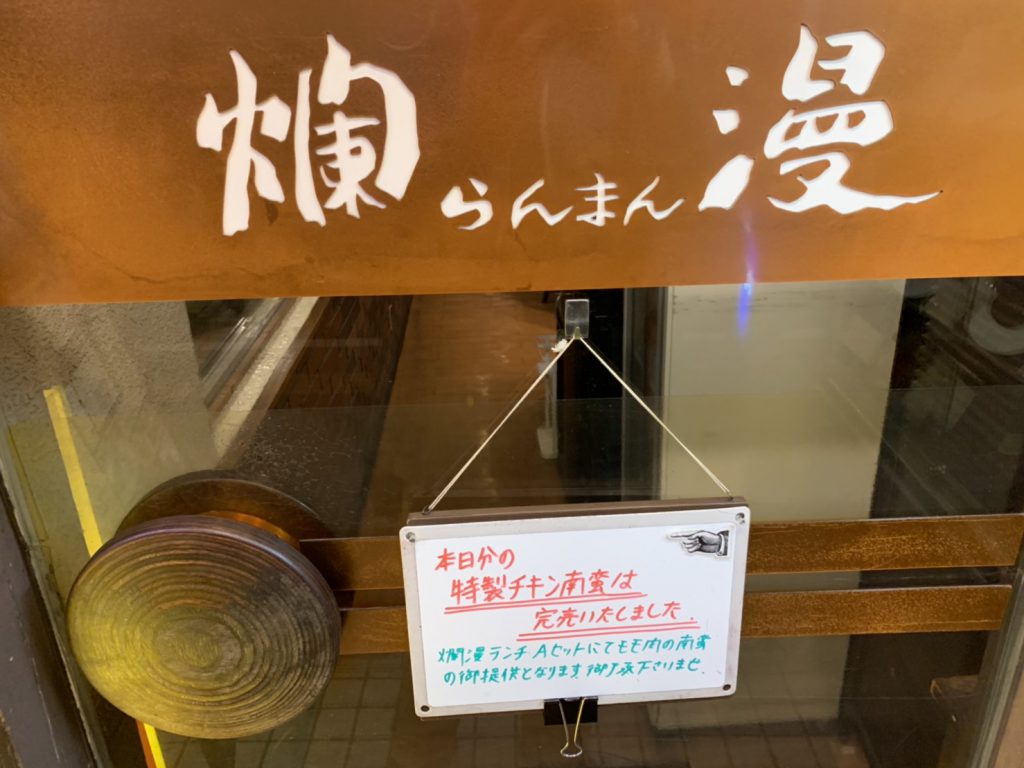 爛漫
らんまん
本日分の
特製チキン南蛮は
完売いたしました.
爛漫ランチAセットにてもも肉の南蛮
の御提供となります。御了承下さいませ.